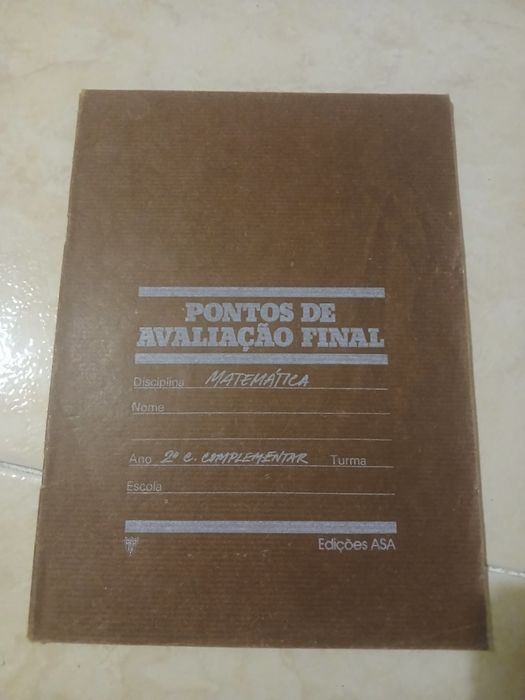 PONTOS DE
AVALIAÇÃO FINAL
Disciplina MATEMÁTICA
Nome
Ano 2º C. COMPLEMENTAR Turma
Escola
Edições ASA